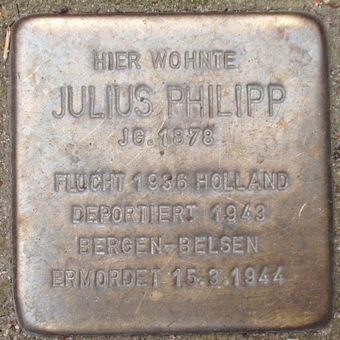 HIER WOHNTE
JULIUS PHILIPP
JG. 1878
FLUCHT 1936 HOLLAND
DEPORTIERT 1943
BERGEN-BELSEN
ERMORDET 15.3.1944